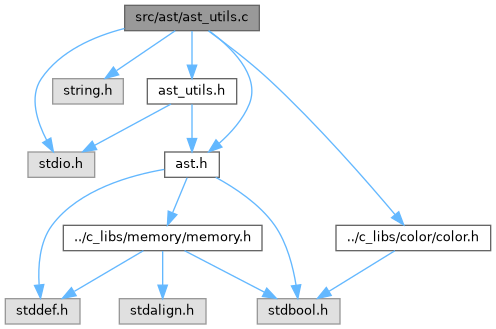 src/ast/ast_utils.c
string.h
ast_utils.h
stdio.h
ast.h
../c_libs/memory/memory.h
../c_libs/color/color.h
stddef.h
stdalign.h
stdbool.h